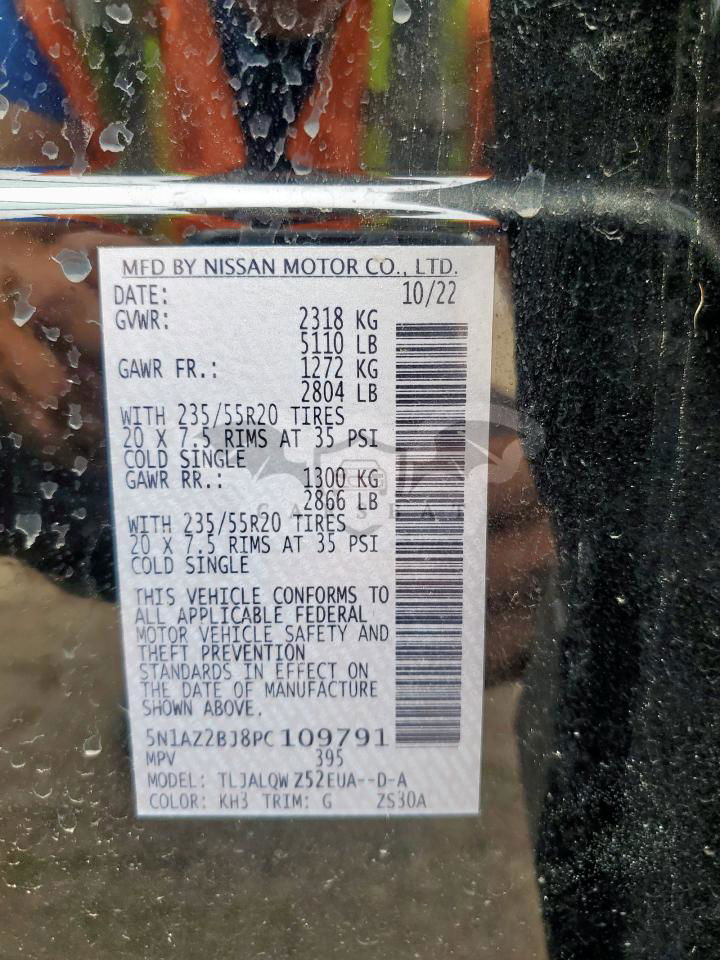 MFD BY NISSAN MOTOR CO., LTD.
DATE: 10/22
GVWR: 2318 KG
5110 LB
GAWR FR.: 1272 KG
2804 LB
WITH 235/55R20 TIRES
20 X 7.5 RIMS AT 35 PSI
COLD SINGLE
GAWR RR.: 1300 KG
2866 LB
WITH 235/55R20 TIRES
20 X 7.5 RIMS AT 35 PSI
COLD SINGLE
THIS VEHICLE CONFORMS TO
ALL APPLICABLE FEDERAL
MOTOR VEHICLE SAFETY AND
THEFT PREVENTION
STANDARDS IN EFFECT ON
THE DATE OF MANUFACTURE
SHOWN ABOVE.
5N1AZ2BJ8PC109791
MPV 395
MODEL: TLJALQW Z52EUA--D-A
COLOR: KH3 TRIM: G ZS30A